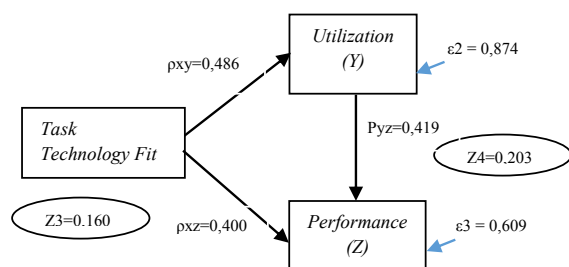 Utilization
(Y)
ε2 = 0,874
ρxy=0,486
Task
Technology Fit
Pyz=0,419
Z4=0.203
Z3=0.160
ρxz=0,400
Performance
(Z)
ε3 = 0,609